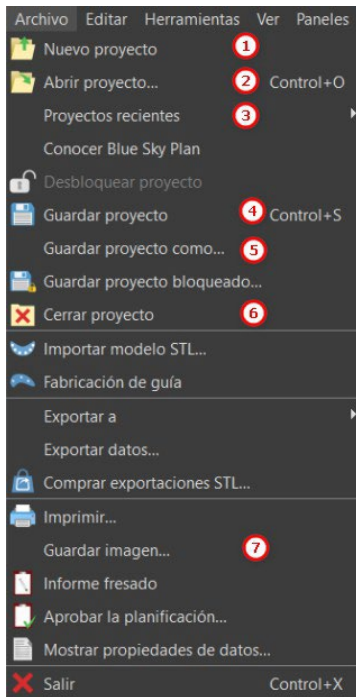 Archivo Editar Herramientas Ver Paneles
Nuevo proyecto 1
Abrir proyecto... 2 Control+O
Proyectos recientes 3
Conocer Blue Sky Plan
Desbloquear proyecto
Guardar proyecto 4 Control+S
Guardar proyecto como... 5
Guardar proyecto bloqueado...
Cerrar proyecto 6
Importar modelo STL...
Fabricación de guía
Exportar a
Exportar datos...
Comprar exportaciones STL...
Imprimir...
Guardar imagen... 7
Informe fresado
Aprobar la planificación...
Mostrar propiedades de datos...
Salir Control+X